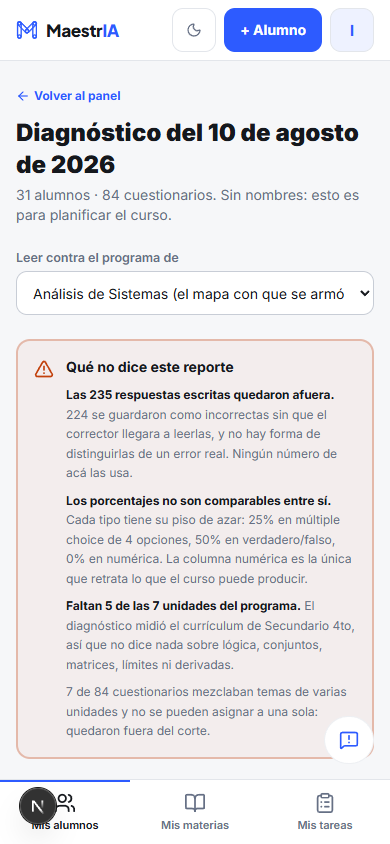 MaestrIA
+ Alumno
I
← Volver al panel
Diagnóstico del 10 de agosto
de 2026
31 alumnos · 84 cuestionarios. Sin nombres: esto es
para planificar el curso.
Leer contra el programa de
Análisis de Sistemas (el mapa con que se armó
Qué no dice este reporte
Las 235 respuestas escritas quedaron afuera.
224 se guardaron como incorrectas sin que el
corrector llegara a leerlas, y no hay forma de
distinguirlas de un error real. Ningún número de
acá las usa.
Los porcentajes no son comparables entre sí.
Cada tipo tiene su piso de azar: 25% en múltiple
choice de 4 opciones, 50% en verdadero/falso,
0% en numérica. La columna numérica es la única
que retrata lo que el curso puede producir.
Faltan 5 de las 7 unidades del programa. El
diagnóstico midió el currículum de Secundario 4to,
así que no dice nada sobre lógica, conjuntos,
matrices, límites ni derivadas.
7 de 84 cuestionarios mezclaban temas de varias
unidades y no se pueden asignar a una sola:
quedaron fuera del corte.
N
Mis alumnos
Mis materias
Mis tareas